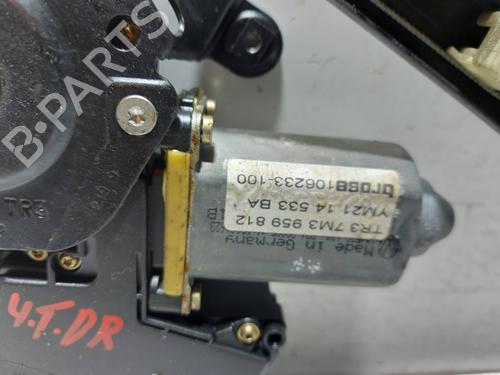 B-PARTS
TR3
brose 106233-100
YM21 14 533 BA
TR3 7M3 959 812
Made in Germany
4.T.DR